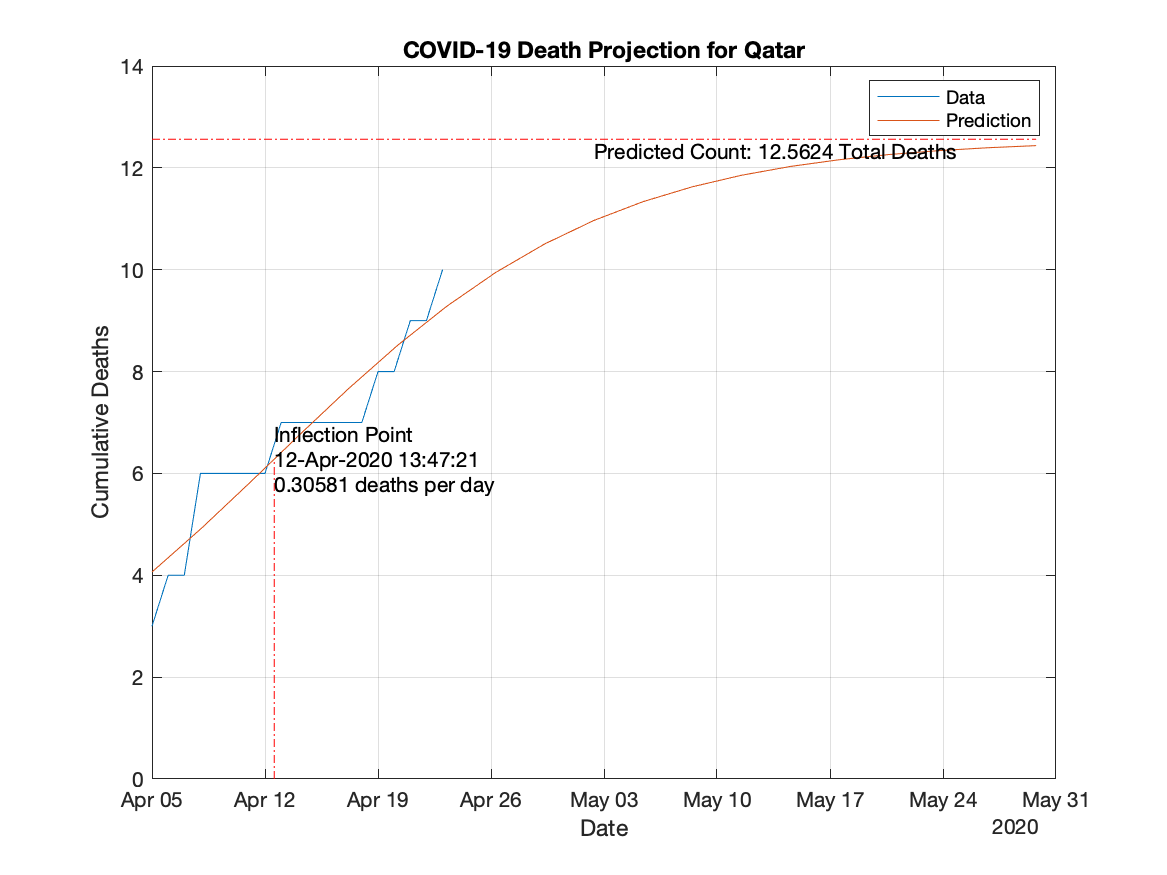 COVID-19 Death Projection for Qatar
14
12
10
8
6
4
2
0
Cumulative Deaths
Data
Prediction
Predicted Count: 12.5624 Total Deaths
Inflection Point
12-Apr-2020 13:47:21
0.30581 deaths per day
Apr 05 Apr 12 Apr 19 Apr 26 May 03 May 10 May 17 May 24 May 31
Date
2020